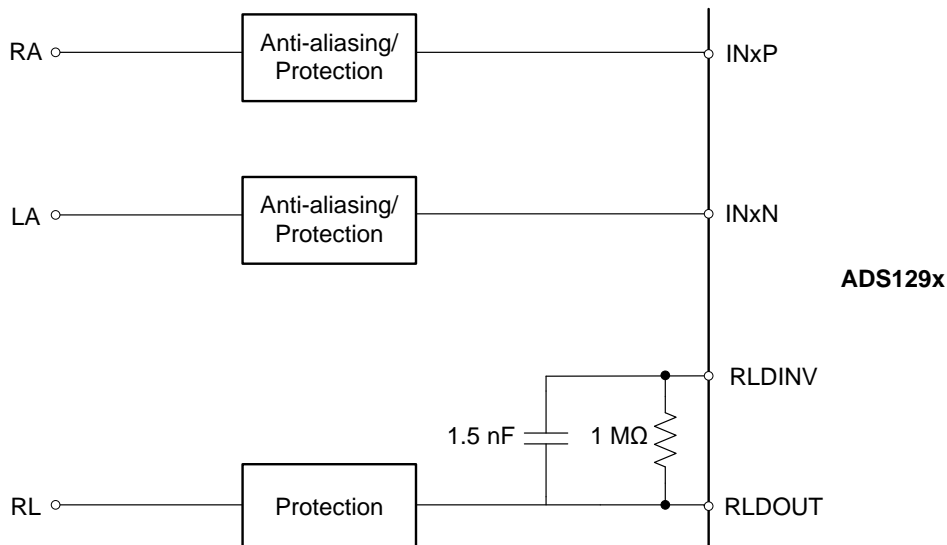 RA
Anti-aliasing/
Protection
INxP
LA
Anti-aliasing/
Protection
INxN
ADS129x
RLDINV
1.5 nF
1 MΩ
RL
Protection
RLDOUT